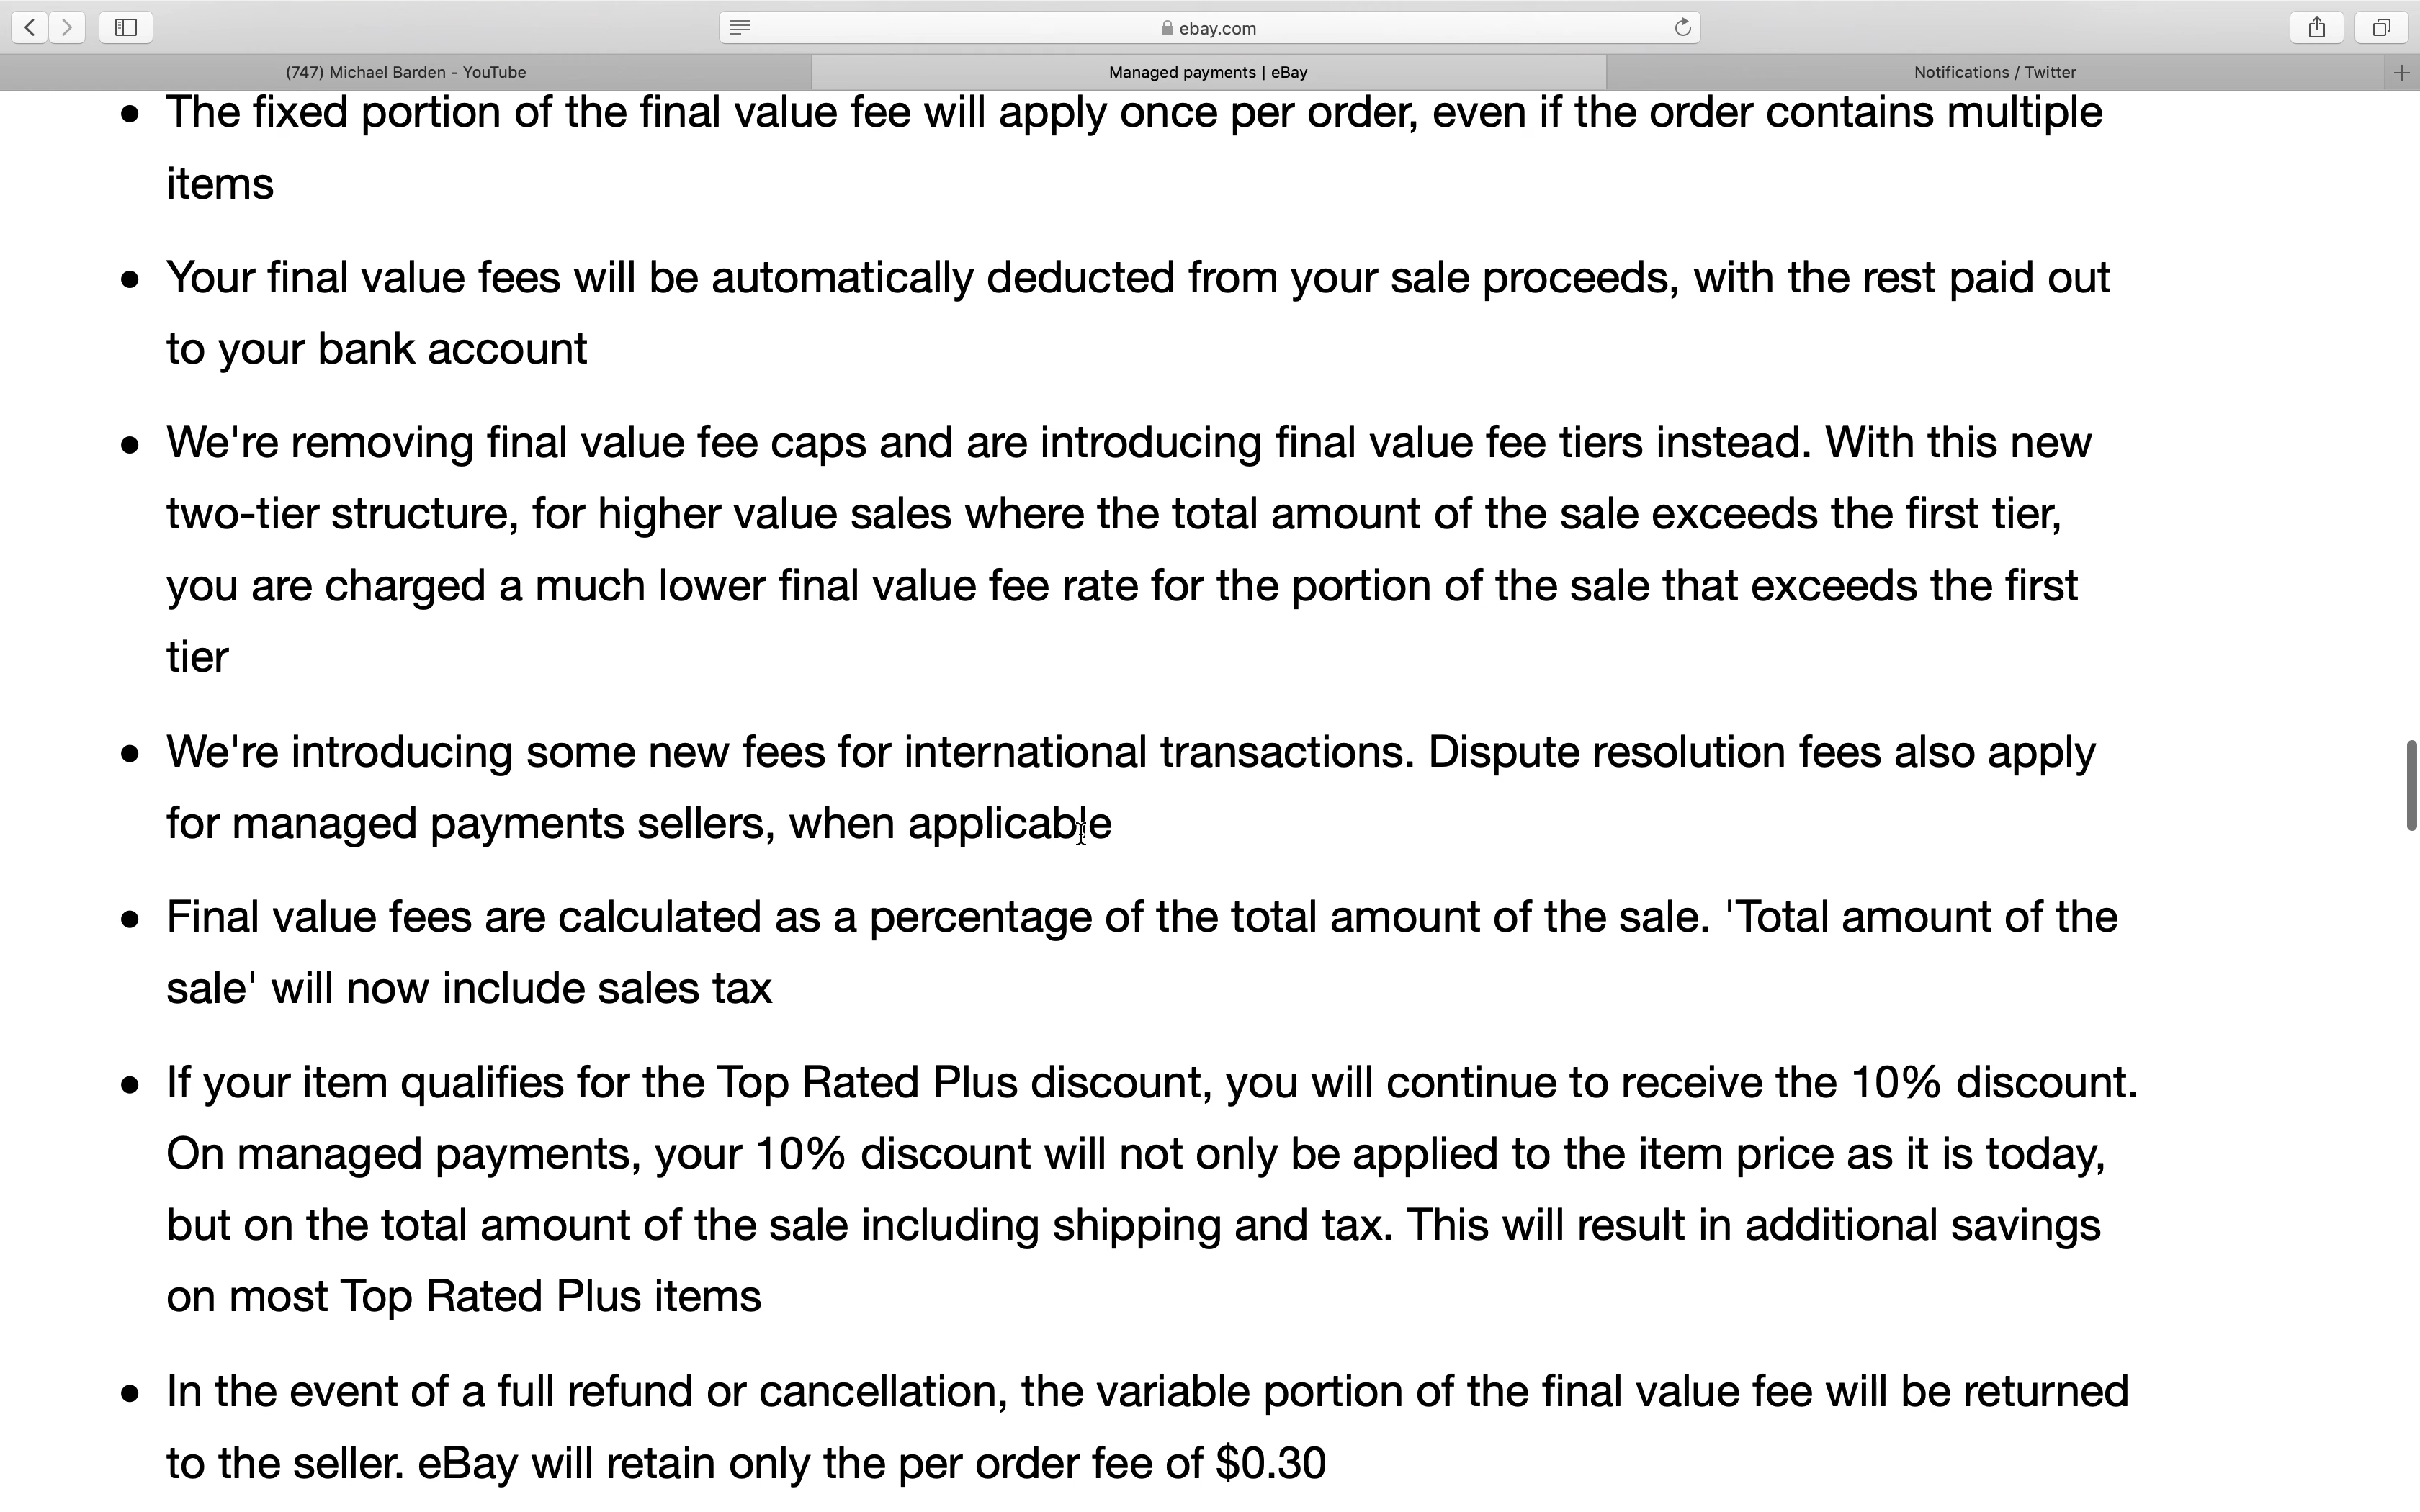 ebay.com
(747) Michael Barden - YouTube
Managed payments | eBay
Notifications / Twitter
• The fixed portion of the final value fee will apply once per order, even if the order contains multiple
items
• Your final value fees will be automatically deducted from your sale proceeds, with the rest paid out
to your bank account
• We're removing final value fee caps and are introducing final value fee tiers instead. With this new
two-tier structure, for higher value sales where the total amount of the sale exceeds the first tier,
you are charged a much lower final value fee rate for the portion of the sale that exceeds the first
tier
• We're introducing some new fees for international transactions. Dispute resolution fees also apply
for managed payments sellers, when applicable
• Final value fees are calculated as a percentage of the total amount of the sale. 'Total amount of the
sale' will now include sales tax
• If your item qualifies for the Top Rated Plus discount, you will continue to receive the 10% discount.
On managed payments, your 10% discount will not only be applied to the item price as it is today,
but on the total amount of the sale including shipping and tax. This will result in additional savings
on most Top Rated Plus items
• In the event of a full refund or cancellation, the variable portion of the final value fee will be returned
to the seller. eBay will retain only the per order fee of $0.30